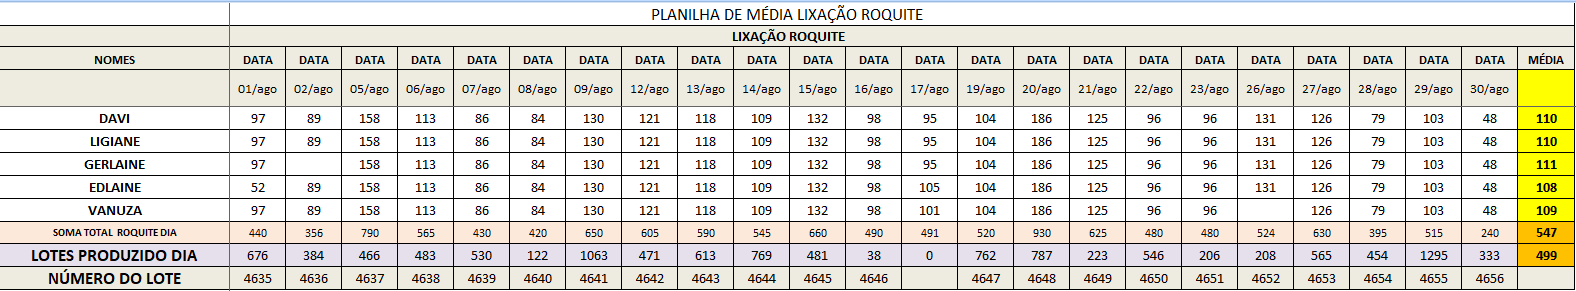 PLANILHA DE MÉDIA LIXAÇÃO ROQUITE
LIXAÇÃO ROQUITE
NOMES DATA DATA DATA DATA DATA DATA DATA DATA DATA DATA DATA DATA DATA DATA DATA DATA DATA DATA DATA DATA DATA DATA DATA MÉDIA
01/ago 02/ago 05/ago 06/ago 07/ago 08/ago 09/ago 12/ago 13/ago 14/ago 15/ago 16/ago 17/ago 19/ago 20/ago 21/ago 22/ago 23/ago 26/ago 27/ago 28/ago 29/ago 30/ago
DAVI 97 89 158 113 86 84 130 121 118 109 132 98 95 104 186 125 96 96 131 126 79 103 48 110
LIGIANE 97 89 158 113 86 84 130 121 118 109 132 98 95 104 186 125 96 96 131 126 79 103 48 110
GERLAINE 97 158 113 86 84 130 121 118 109 132 98 95 104 186 125 96 96 131 126 79 103 48 111
EDLAINE 52 89 158 113 86 84 130 121 118 109 132 98 105 104 186 125 96 96 131 126 79 103 48 108
VANUZA 97 89 158 113 86 84 130 121 118 109 132 98 101 104 186 125 96 96 126 79 103 48 109
SOMA TOTAL ROQUITE DIA 440 356 790 565 430 420 650 605 590 545 660 490 491 520 930 625 480 480 524 630 395 515 240 547
LOTES PRODUZIDO DIA 676 384 466 483 530 122 1063 471 613 769 481 38 0 762 787 223 546 206 208 565 454 1295 333 499
NÚMERO DO LOTE 4635 4636 4637 4638 4639 4640 4641 4642 4643 4644 4645 4646 4647 4648 4649 4650 4651 4652 4653 4654 4655 4656